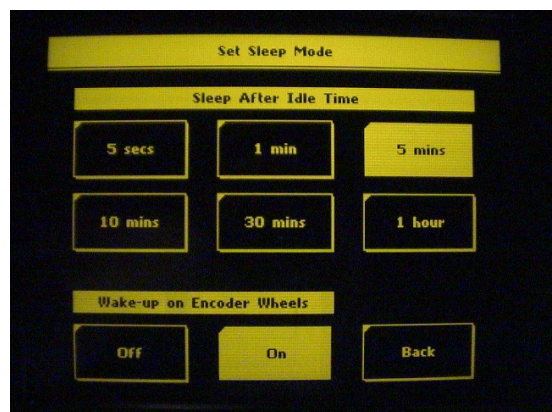 Set Sleep Mode
Sleep After Idle Time
5 secs 1 min 5 mins
10 mins 30 mins 1 hour
Wake-up on Encoder Wheels
Off On Back